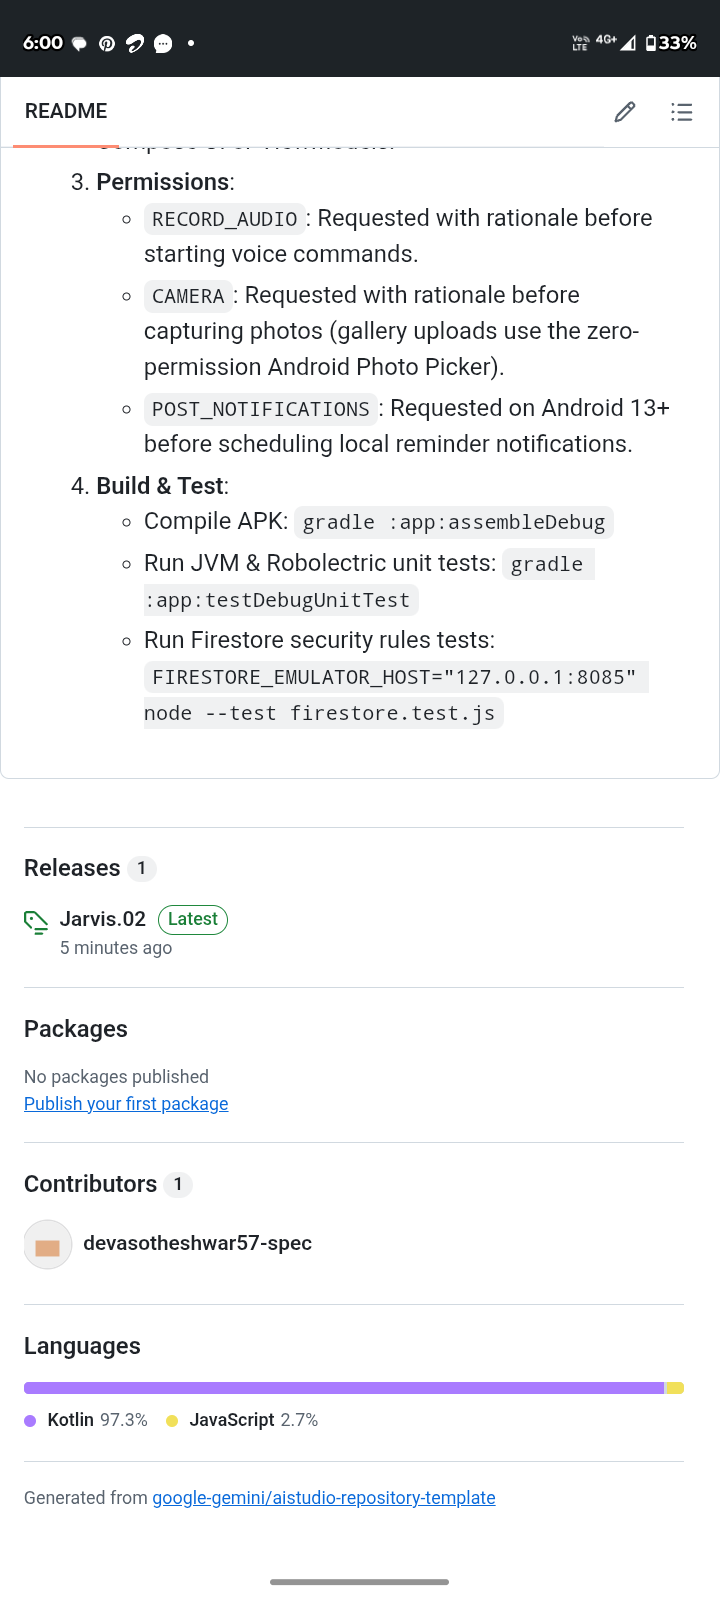 6:00
Vo))
LTE
4G+
33%
README
3. Permissions:
RECORD_AUDIO: Requested with rationale before
starting voice commands.
CAMERA: Requested with rationale before
capturing photos (gallery uploads use the zero-
permission Android Photo Picker).
POST_NOTIFICATIONS: Requested on Android 13+
before scheduling local reminder notifications.
4. Build & Test:
Compile APK: gradle :app:assembleDebug
Run JVM & Robolectric unit tests: gradle
:app:testDebugUnitTest
Run Firestore security rules tests:
FIRESTORE_EMULATOR_HOST="127.0.0.1:8085"
node --test firestore.test.js
Releases 1
Jarvis.02 Latest
5 minutes ago
Packages
No packages published
Publish your first package
Contributors 1
devasotheshwar57-spec
Languages
Kotlin 97.3% JavaScript 2.7%
Generated from google-gemini/aistudio-repository-template